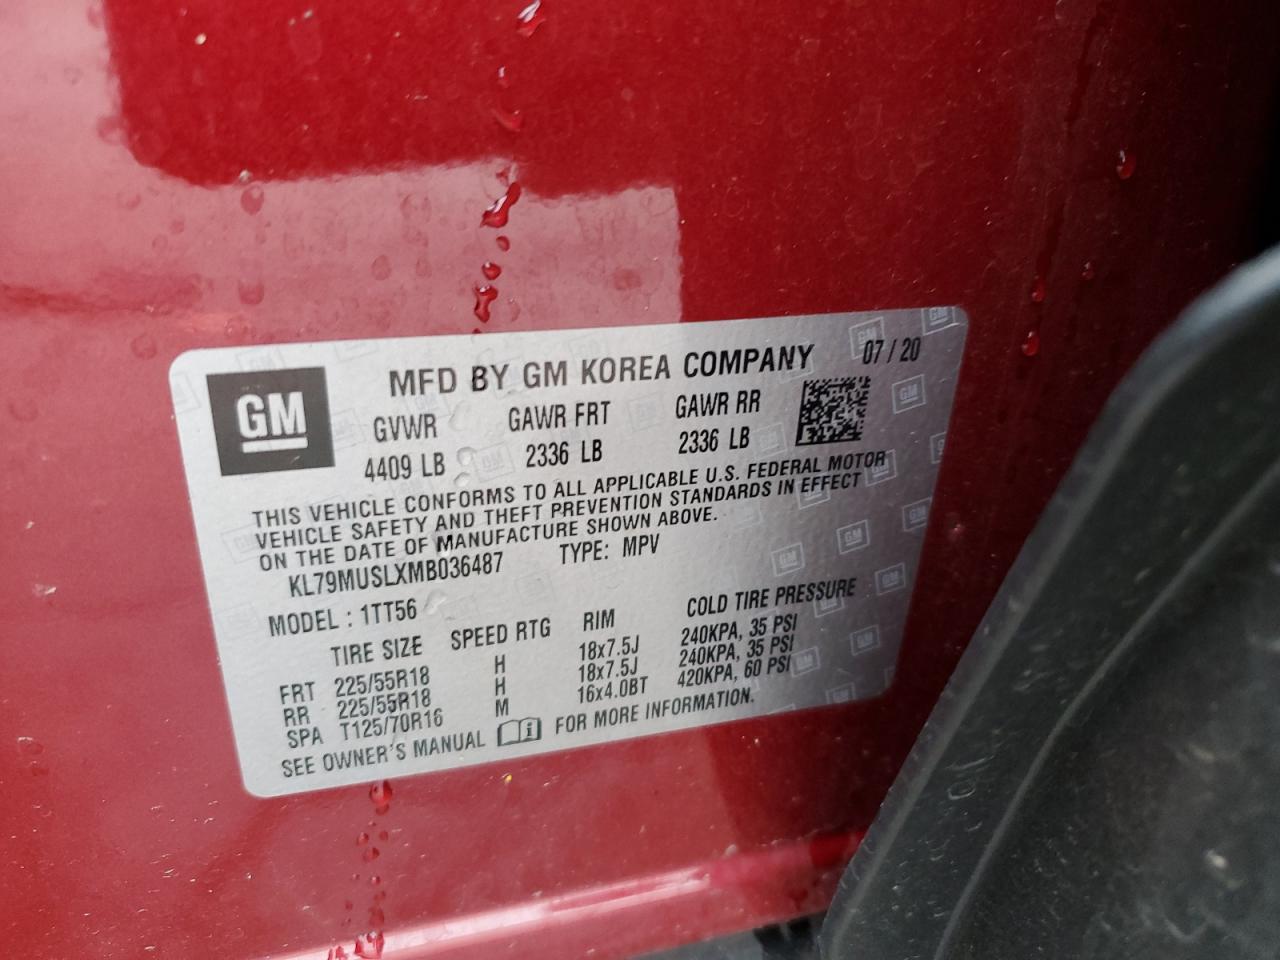 GM
MFD BY GM KOREA COMPANY 07 / 20
GVWR GAWR FRT GAWR RR
4409 LB 2336 LB 2336 LB
THIS VEHICLE CONFORMS TO ALL APPLICABLE U.S. FEDERAL MOTOR
VEHICLE SAFETY AND THEFT PREVENTION STANDARDS IN EFFECT
ON THE DATE OF MANUFACTURE SHOWN ABOVE.
KL79MUSLXMB036487 TYPE: MPV
MODEL : 1TT56
TIRE SIZE SPEED RTG RIM COLD TIRE PRESSURE
FRT 225/55R18 H 18x7.5J 240KPA, 35 PSI
RR 225/55R18 H 18x7.5J 240KPA, 35 PSI
SPA T125/70R16 M 16x4.0BT 420KPA, 60 PSI
SEE OWNER'S MANUAL FOR MORE INFORMATION.